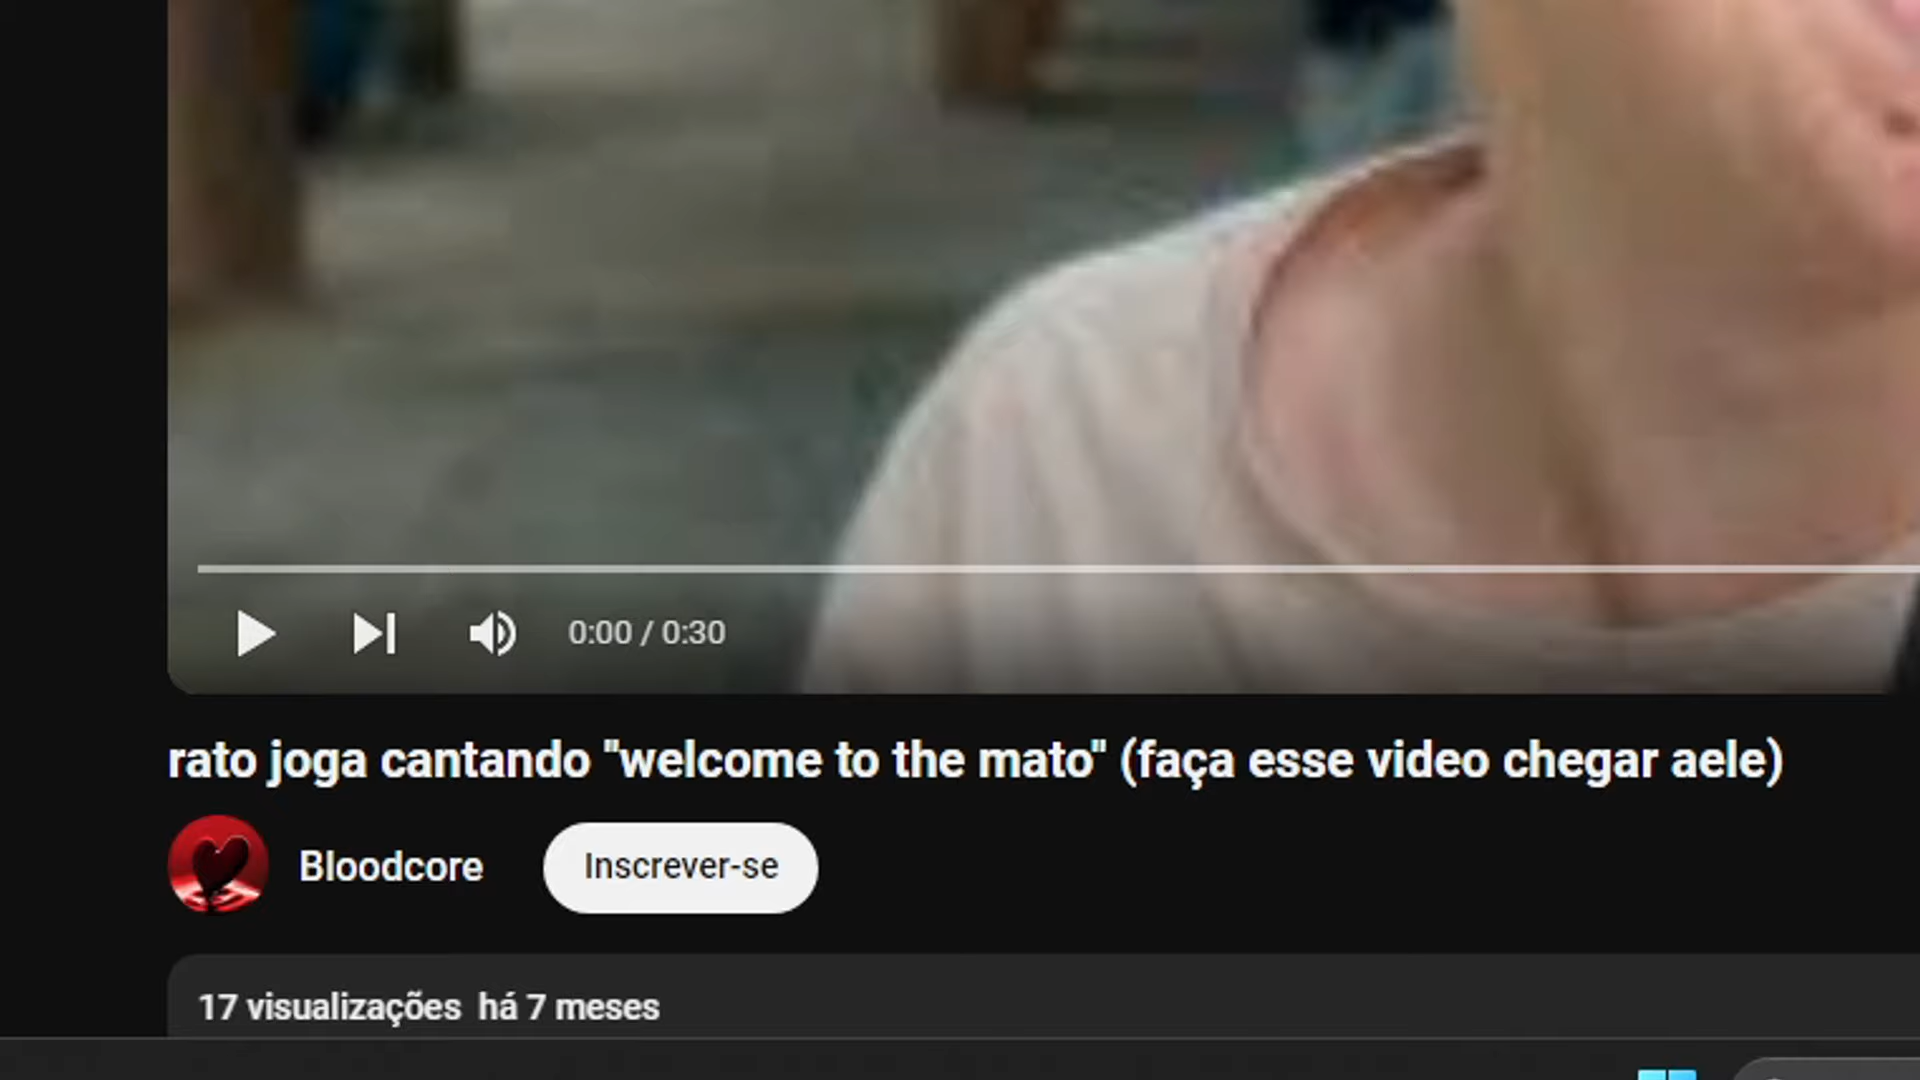 0:00 / 0:30
rato joga cantando "welcome to the mato" (faça esse video chegar aele)
Bloodcore
Inscrever-se
17 visualizações há 7 meses